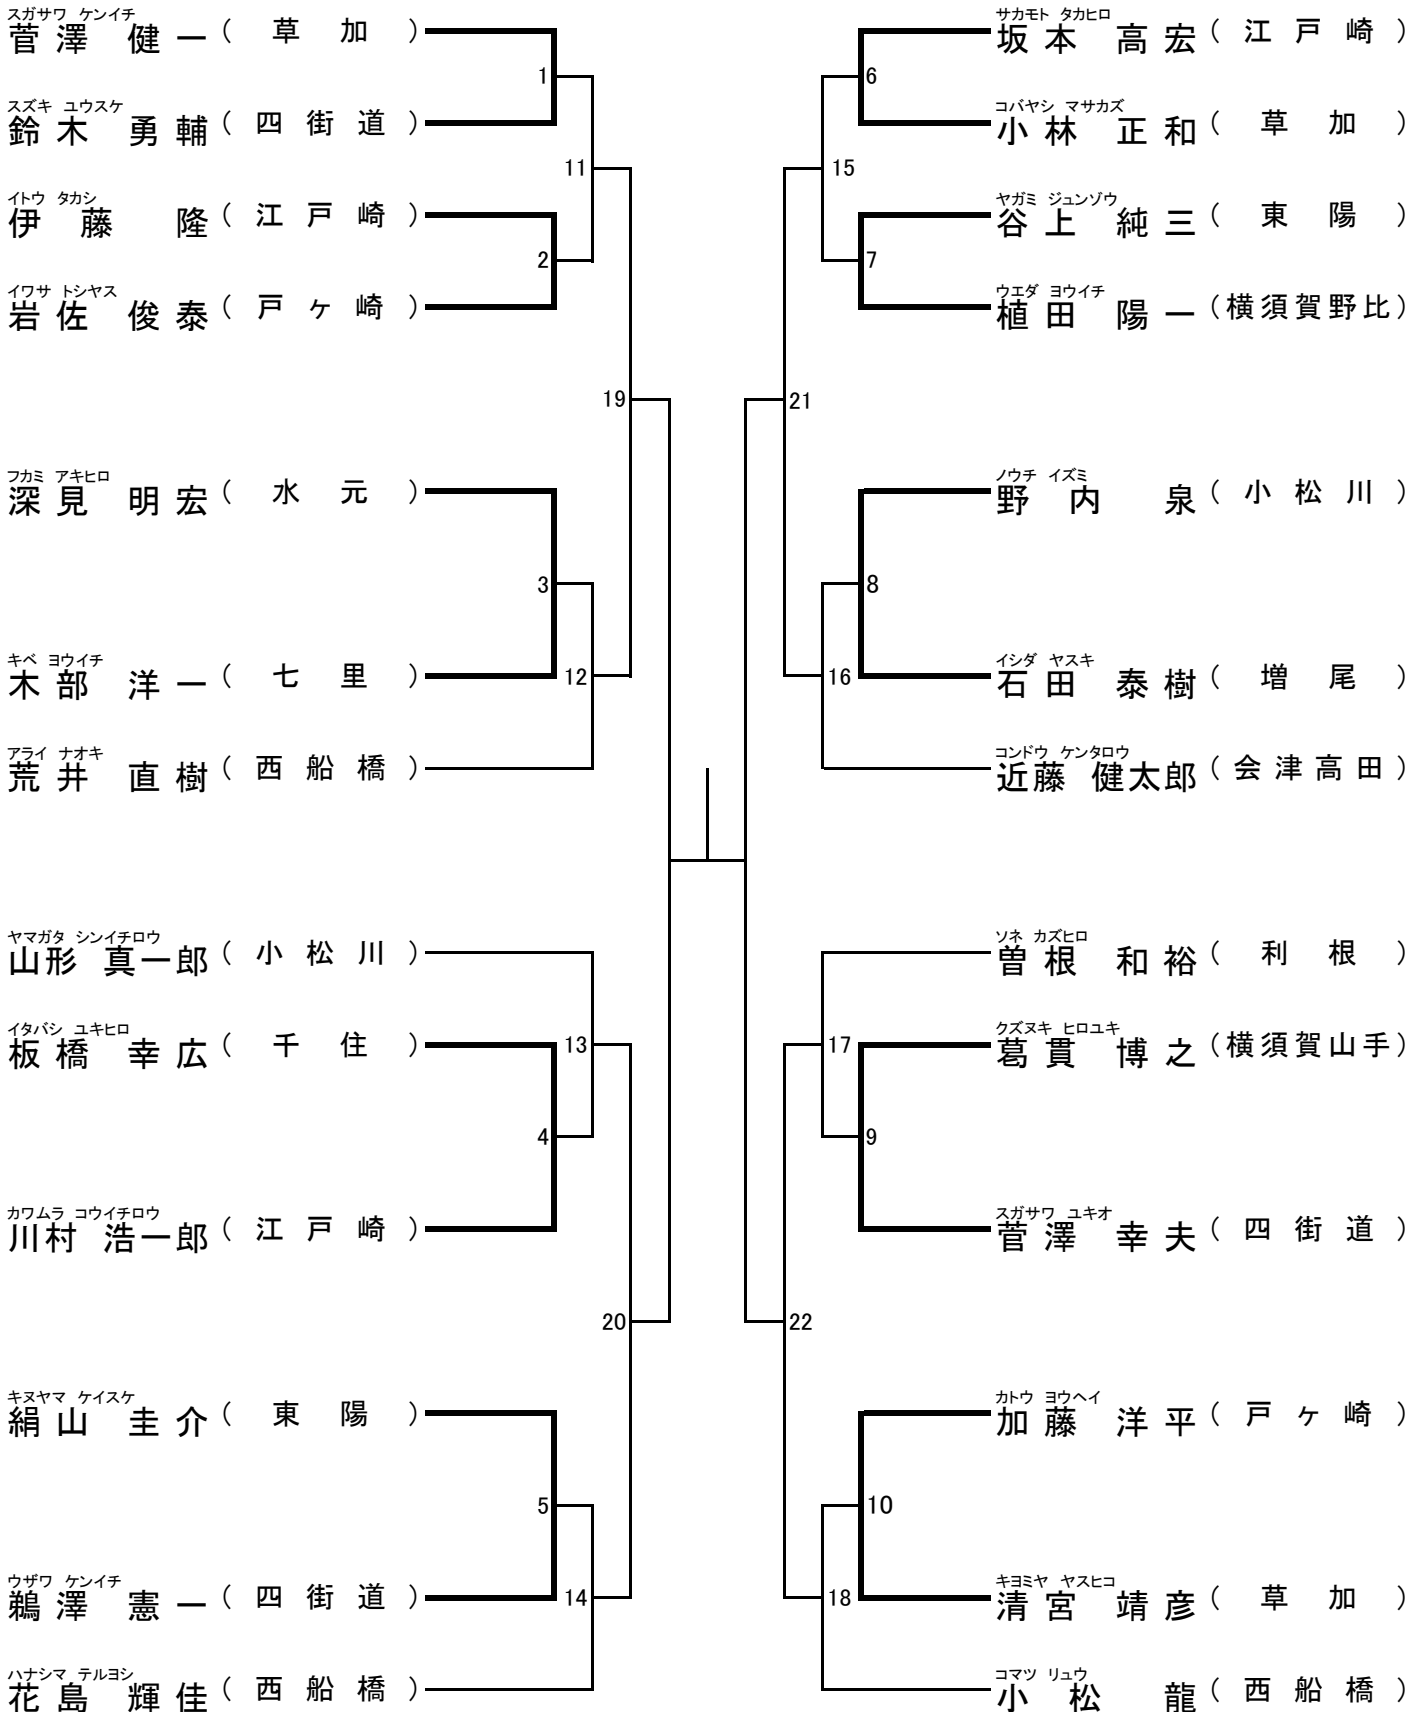 スガサワ ケンイチ
菅澤 健一 ( 草加 )
1
スズキ ユウスケ
鈴木 勇輔 ( 四街道 )
11
イトウ タカシ
伊藤 隆 ( 江戸崎 )
2
イワサ トシヤス
岩佐 俊泰 ( 戸ヶ崎 )
19
フカミ アキヒロ
深見 明宏 ( 水元 )
3
キベ ヨウイチ
木部 洋一 ( 七里 )
12
アライ ナオキ
荒井 直樹 ( 西船橋 )
ヤマガタ シンイチロウ
山形 真一郎 ( 小松川 )
イタバシ ユキヒロ
板橋 幸広 ( 千住 )
13
4
カワムラ コウイチロウ
川村 浩一郎 ( 江戸崎 )
20
キヌヤマ ケイスケ
絹山 圭介 ( 東陽 )
5
ウザワ ケンイチ
鵜澤 憲一 ( 四街道 )
14
ハナシマ テルヨシ
花島 輝佳 ( 西船橋 )
サカモト タカヒロ
坂本 高宏 ( 江戸崎 )
6
コバヤシ マサカズ
小林 正和 ( 草加 )
15
ヤガミ ジュンゾウ
谷上 純三 ( 東陽 )
7
ウエダ ヨウイチ
植田 陽一 ( 横須賀野比 )
21
ノウチ イズミ
野内 泉 ( 小松川 )
8
イシダ ヤスキ
石田 泰樹 ( 増尾 )
16
コンドウ ケンタロウ
近藤 健太郎 ( 会津高田 )
ソネ カズヒロ
曽根 和裕 ( 利根 )
クズヌキ ヒロユキ
葛貫 博之 ( 横須賀山手 )
17
9
スガサワ ユキオ
菅澤 幸夫 ( 四街道 )
22
カトウ ヨウヘイ
加藤 洋平 ( 戸ヶ崎 )
10
キヨミヤ ヤスヒコ
清宮 靖彦 ( 草加 )
18
コマツ リュウ
小松 龍 ( 西船橋 )